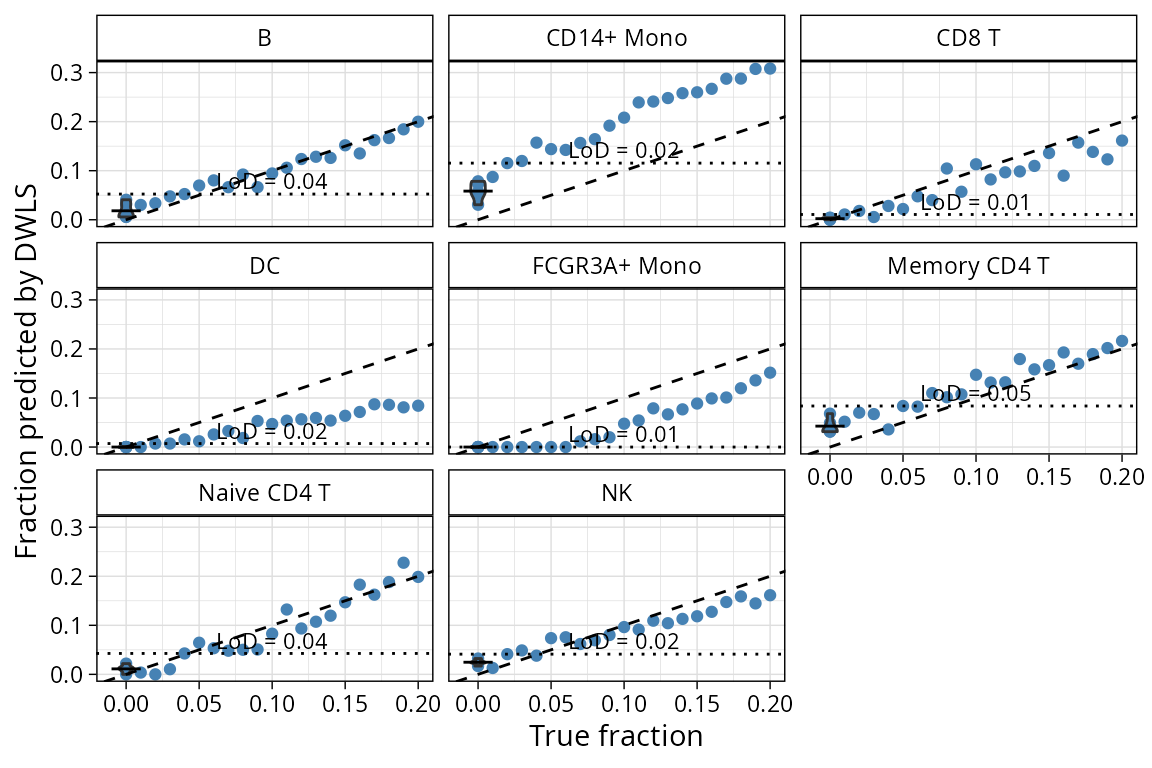 B
CD14+ Mono
CD8 T
0.3
0.2
0.1
0.0
LoD = 0.04
LoD = 0.02
LoD = 0.01
DC
FCGR3A+ Mono
Memory CD4 T
0.3
0.2
0.1
0.0
LoD = 0.02
LoD = 0.01
LoD = 0.05
0.00 0.05 0.10 0.15 0.20
Naive CD4 T
NK
0.3
0.2
0.1
0.0
LoD = 0.04
LoD = 0.02
0.00 0.05 0.10 0.15 0.20
0.00 0.05 0.10 0.15 0.20
True fraction
Fraction predicted by DWLS